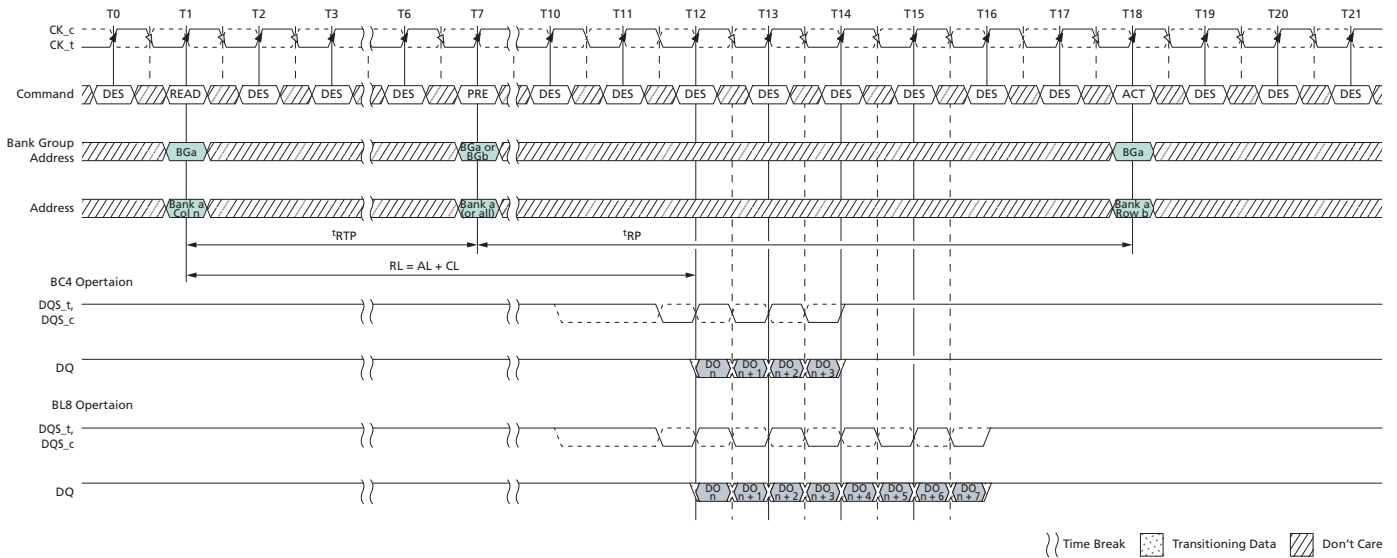 T0 T1 T2 T3 T6 T7 T10 T11 T12 T13 T14 T15 T16 T17 T18 T19 T20 T21
CK_c
CK_t
Command DES READ DES DES DES PRE DES DES DES DES DES DES DES DES ACT DES DES DES
Bank Group
Address
BGa
BGa or
BGb
BGa
Address
Bank a
Col n
Bank a
(or all)
Bank a
Row b
tRTP
tRP
RL = AL + CL
BC4 Opertaion
DQS_t,
DQS_c
DQ
DO
n
DO
n + 1
DO
n + 2
DO
n + 3
BL8 Opertaion
DQS_t,
DQS_c
DQ
DO
n
DO
n + 1
DO
n + 2
DO
n + 3
DO
n + 4
DO
n + 5
DO
n + 6
DO
n + 7
Time Break Transitioning Data Don't Care